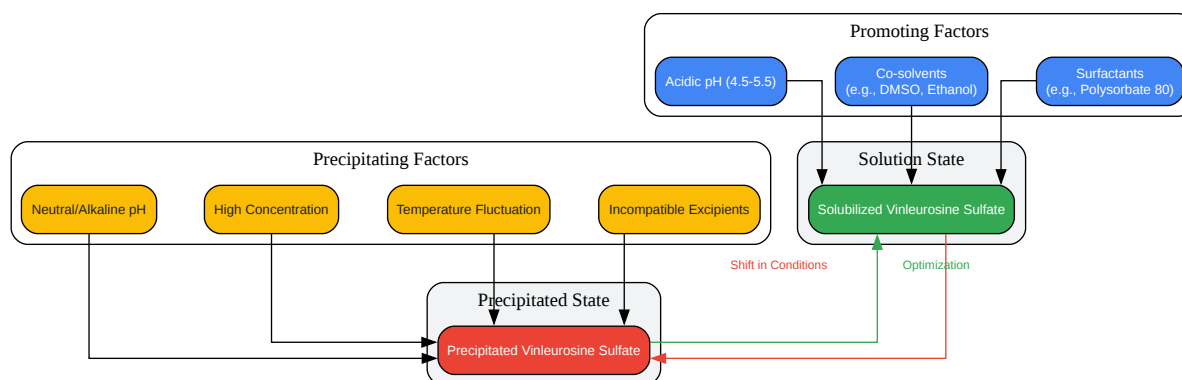 Promoting Factors
Acidic pH (4.5-5.5)
Co-solvents
(e.g., DMSO, Ethanol)
Surfactants
(e.g., Polysorbate 80)
Precipitating Factors
Neutral/Alkaline pH
High Concentration
Temperature Fluctuation
Incompatible Excipients
Solution State
Solubilized Vinleurosine Sulfate
Shift in Conditions
Optimization
Precipitated State
Precipitated Vinleurosine Sulfate